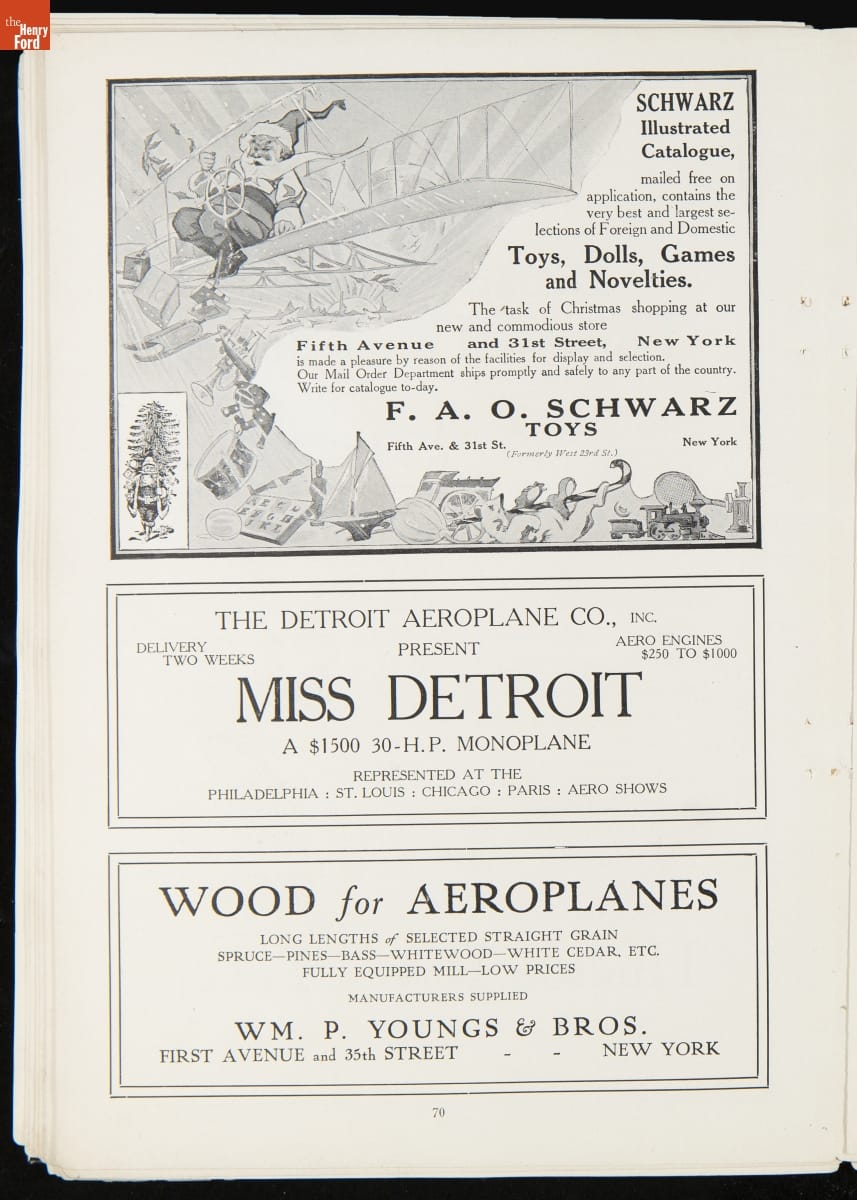 the
Henry
Ford
SCHWARZ
Illustrated
Catalogue,
mailed free on
application, contains the
very best and largest se-
lections of Foreign and Domestic
Toys, Dolls, Games
and Novelties.
The task of Christmas shopping at our
new and commodious store
Fifth Avenue and 31st Street, New York
is made a pleasure by reason of the facilities for display and selection.
Our Mail Order Department ships promptly and safely to any part of the country.
Write for catalogue to-day.
F. A. O. SCHWARZ
TOYS
Fifth Ave. & 31st St. New York
(Formerly West 23rd St.)
THE DETROIT AEROPLANE CO., INC.
DELIVERY
TWO WEEKS
PRESENT
AERO ENGINES
$250 TO $1000
MISS DETROIT
A $1500 30-H.P. MONOPLANE
REPRESENTED AT THE
PHILADELPHIA : ST. LOUIS : CHICAGO : PARIS : AERO SHOWS
WOOD for AEROPLANES
LONG LENGTHS of SELECTED STRAIGHT GRAIN
SPRUCE—PINES—BASS—WHITEWOOD—WHITE CEDAR, ETC.
FULLY EQUIPPED MILL—LOW PRICES
MANUFACTURERS SUPPLIED
WM. P. YOUNGS & BROS.
FIRST AVENUE and 35th STREET - - NEW YORK
70